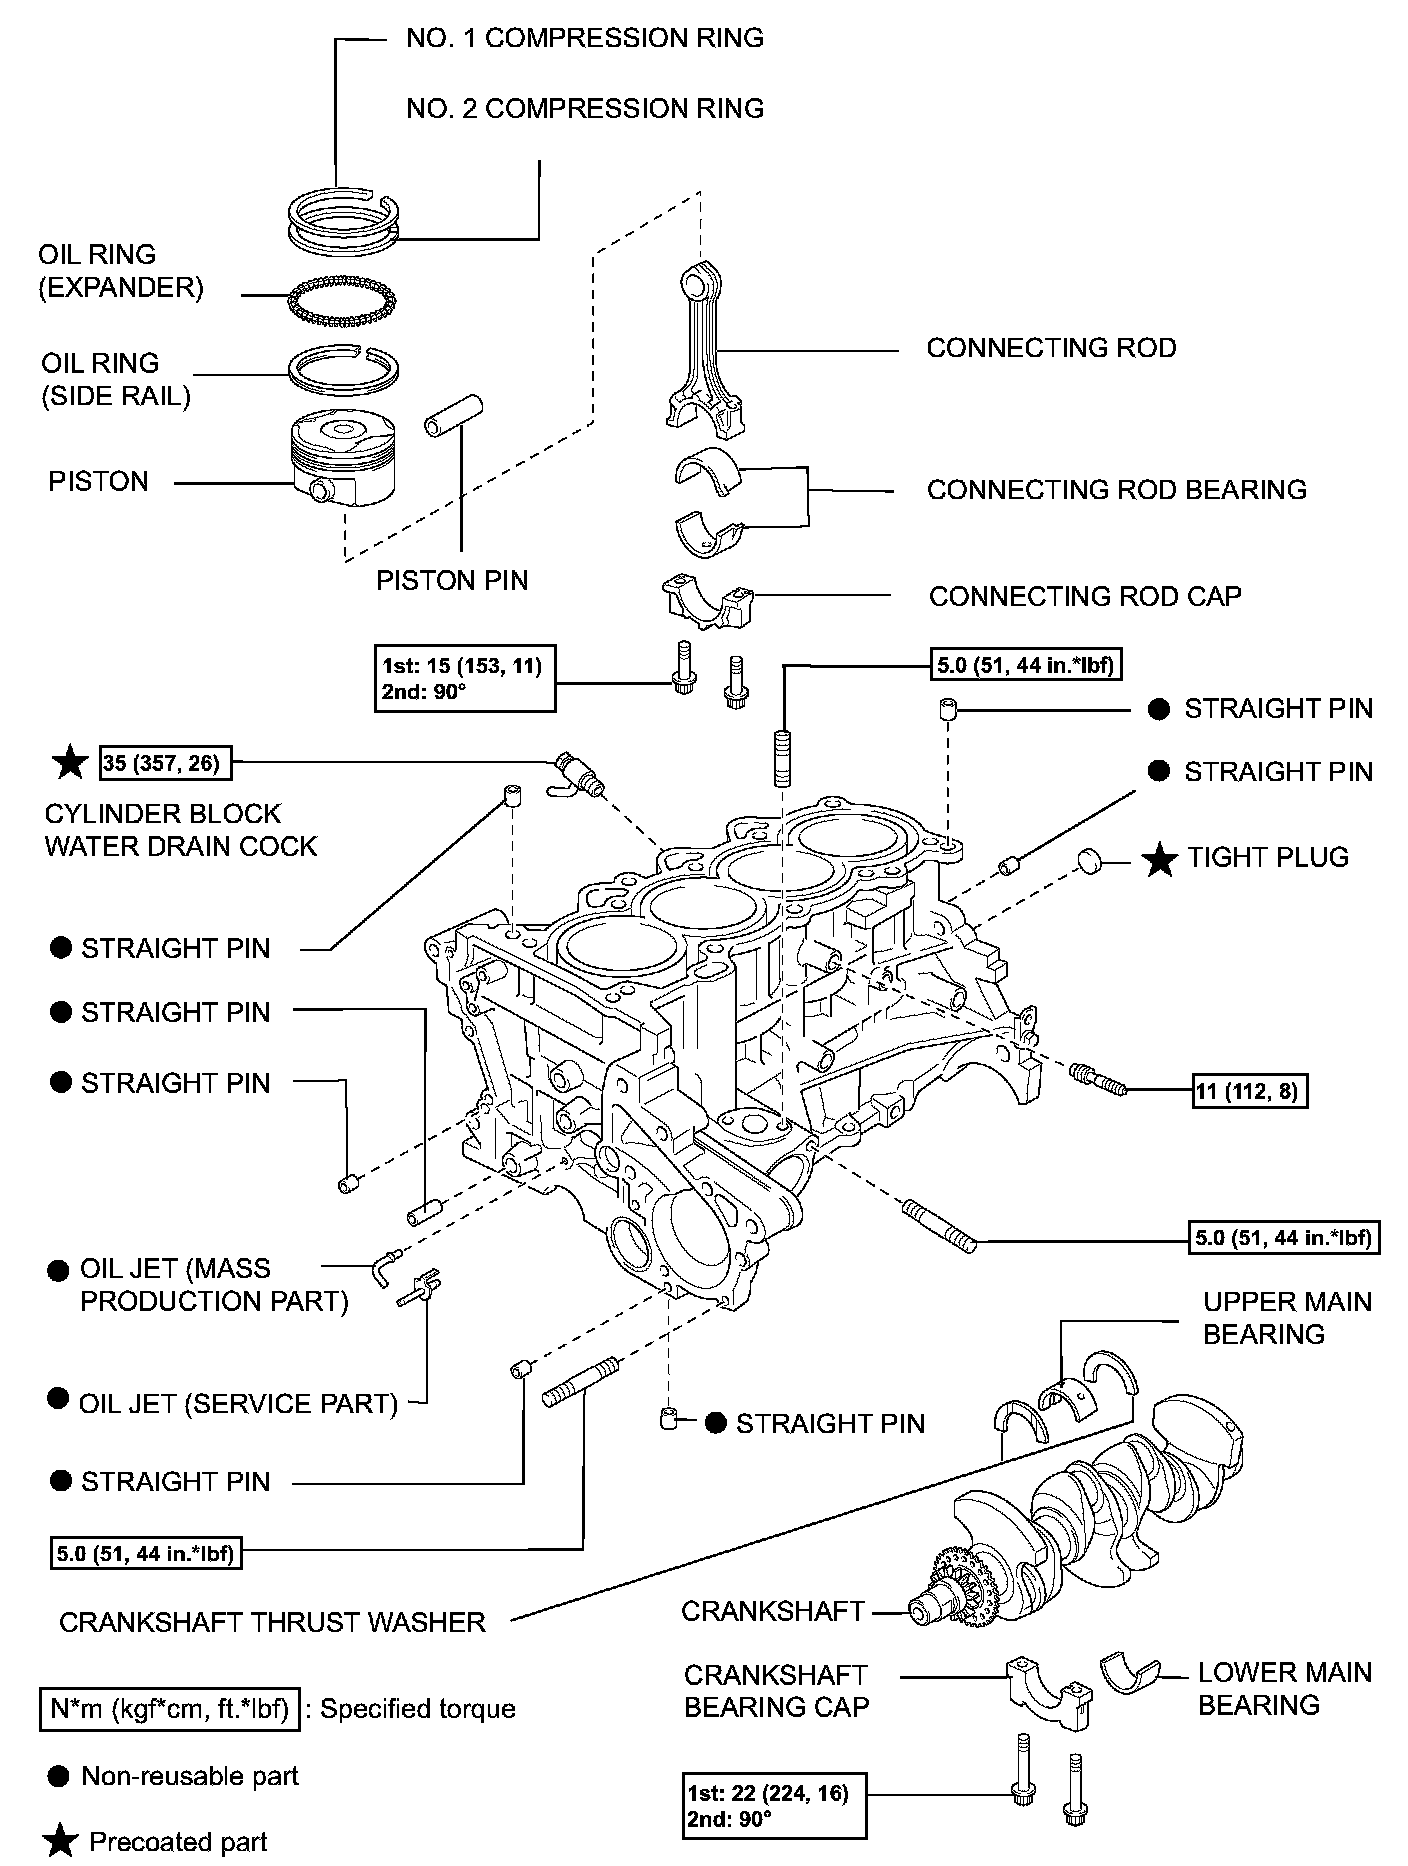 NO. 1 COMPRESSION RING
NO. 2 COMPRESSION RING
OIL RING
(EXPANDER)
OIL RING
(SIDE RAIL)
PISTON
PISTON PIN
CONNECTING ROD
CONNECTING ROD BEARING
CONNECTING ROD CAP
1st: 15 (153, 11)
2nd: 90°
5.0 (51, 44 in.*lbf)
● STRAIGHT PIN
● STRAIGHT PIN
★ TIGHT PLUG
★ 35 (357, 26)
CYLINDER BLOCK
WATER DRAIN COCK
● STRAIGHT PIN
● STRAIGHT PIN
● STRAIGHT PIN
11 (112, 8)
5.0 (51, 44 in.*lbf)
● OIL JET (MASS
PRODUCTION PART)
● OIL JET (SERVICE PART)
● STRAIGHT PIN
● STRAIGHT PIN
5.0 (51, 44 in.*lbf)
UPPER MAIN
BEARING
CRANKSHAFT THRUST WASHER
CRANKSHAFT
CRANKSHAFT
BEARING CAP
LOWER MAIN
BEARING
1st: 22 (224, 16)
2nd: 90°
N*m (kgf*cm, ft.*lbf) : Specified torque
● Non-reusable part
★ Precoated part